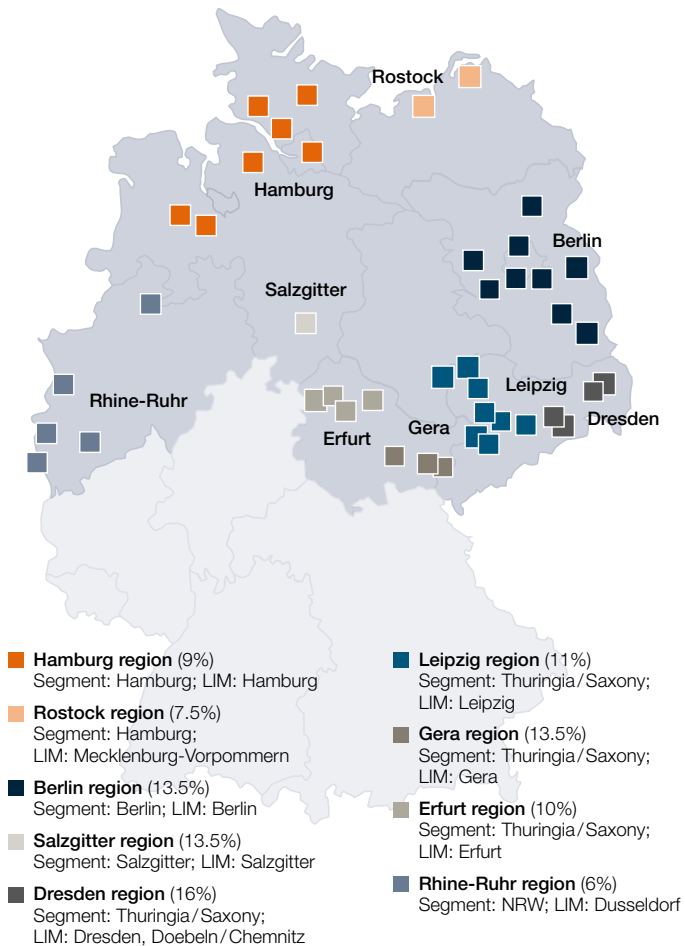 Rostock
Hamburg
Berlin
Salzgitter
Leipzig
Rhine-Ruhr
Gera
Dresden
Erfurt
Hamburg region (9%)
Segment: Hamburg; LIM: Hamburg
Rostock region (7.5%)
Segment: Hamburg;
LIM: Mecklenburg-Vorpommern
Berlin region (13.5%)
Segment: Berlin; LIM: Berlin
Salzgitter region (13.5%)
Segment: Salzgitter; LIM: Salzgitter
Dresden region (16%)
Segment: Thuringia/Saxony;
LIM: Dresden, Doebeln/Chemnitz
Leipzig region (11%)
Segment: Thuringia/Saxony;
LIM: Leipzig
Gera region (13.5%)
Segment: Thuringia/Saxony;
LIM: Gera
Erfurt region (10%)
Segment: Thuringia/Saxony;
LIM: Erfurt
Rhine-Ruhr region (6%)
Segment: NRW; LIM: Dusseldorf